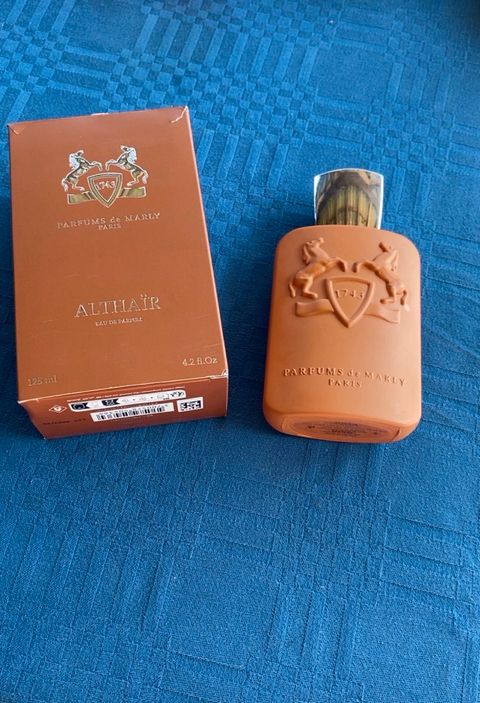 1743
PARFUMS de MARLY
PARIS
ALTHAÏR
EAU DE PARFUM
125 ml
4.2 fl.Oz
1743
PARFUMS de MARLY
PARIS